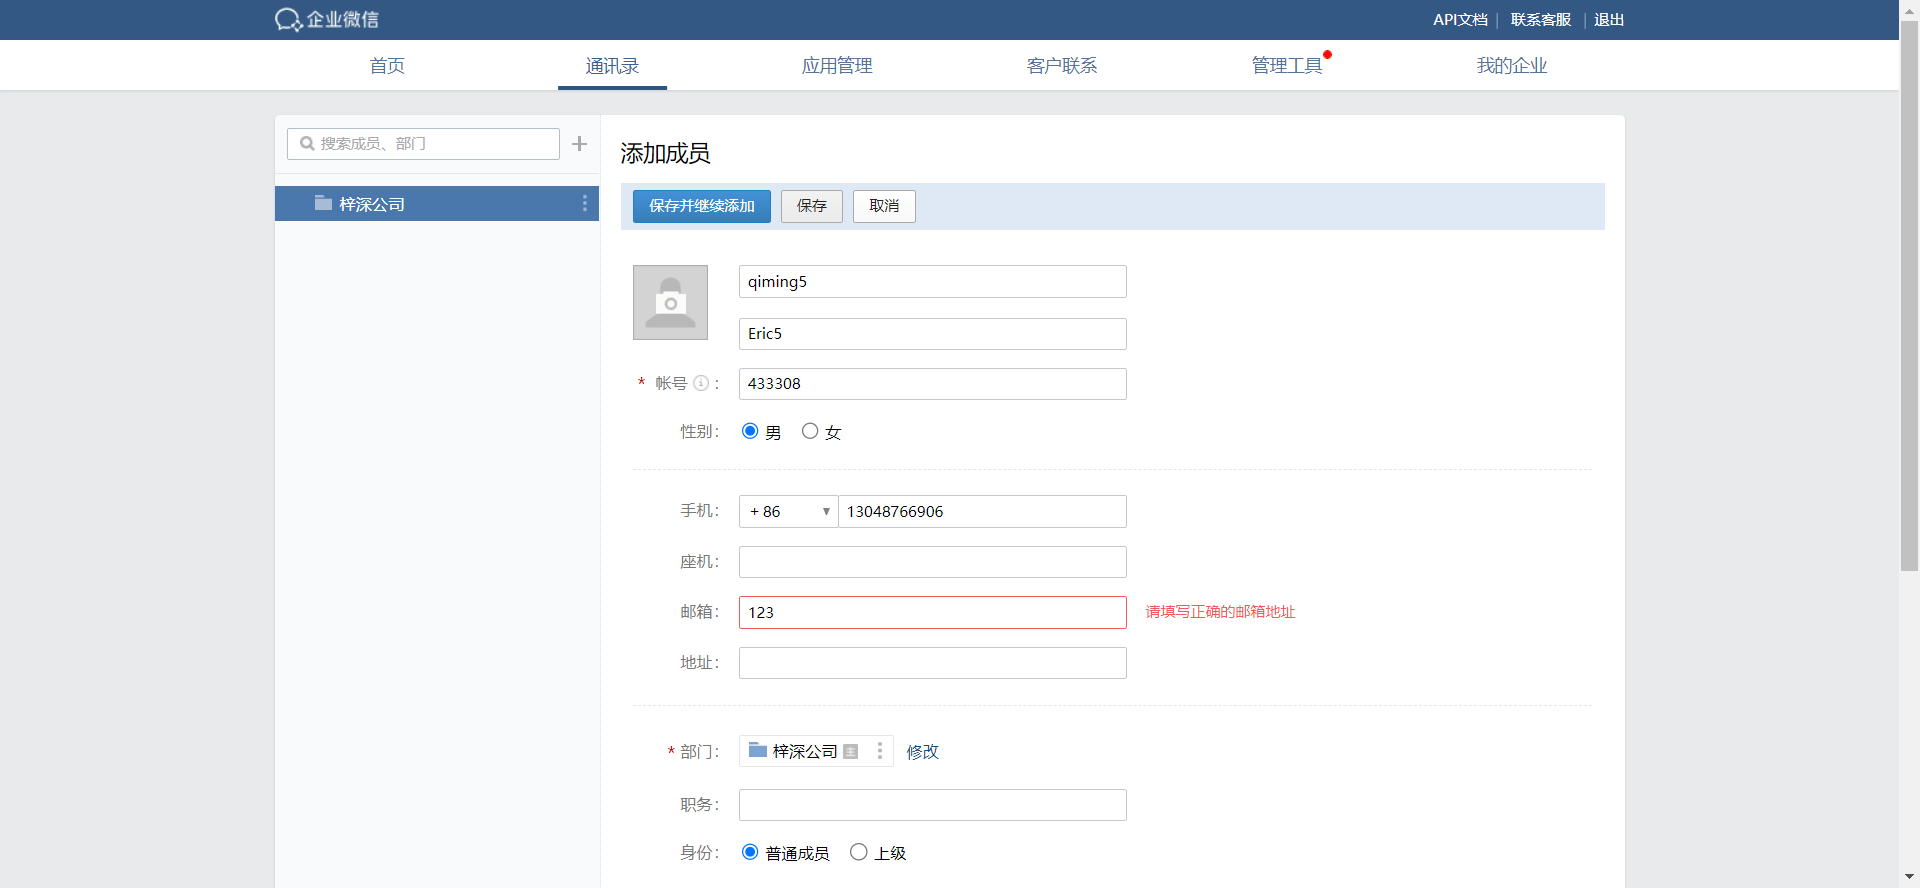 企业微信
API文档 | 联系客服 | 退出
首页 通讯录 应用管理 客户联系 管理工具 我的企业
搜索成员、部门
梓深公司
添加成员
保存并继续添加 保存 取消
qiming5
Eric5
* 帐号 : 433308
性别: 男 女
手机: +86 13048766906
座机:
邮箱: 123 请填写正确的邮箱地址
地址:
* 部门: 梓深公司 主 修改
职务:
身份: 普通成员 上级